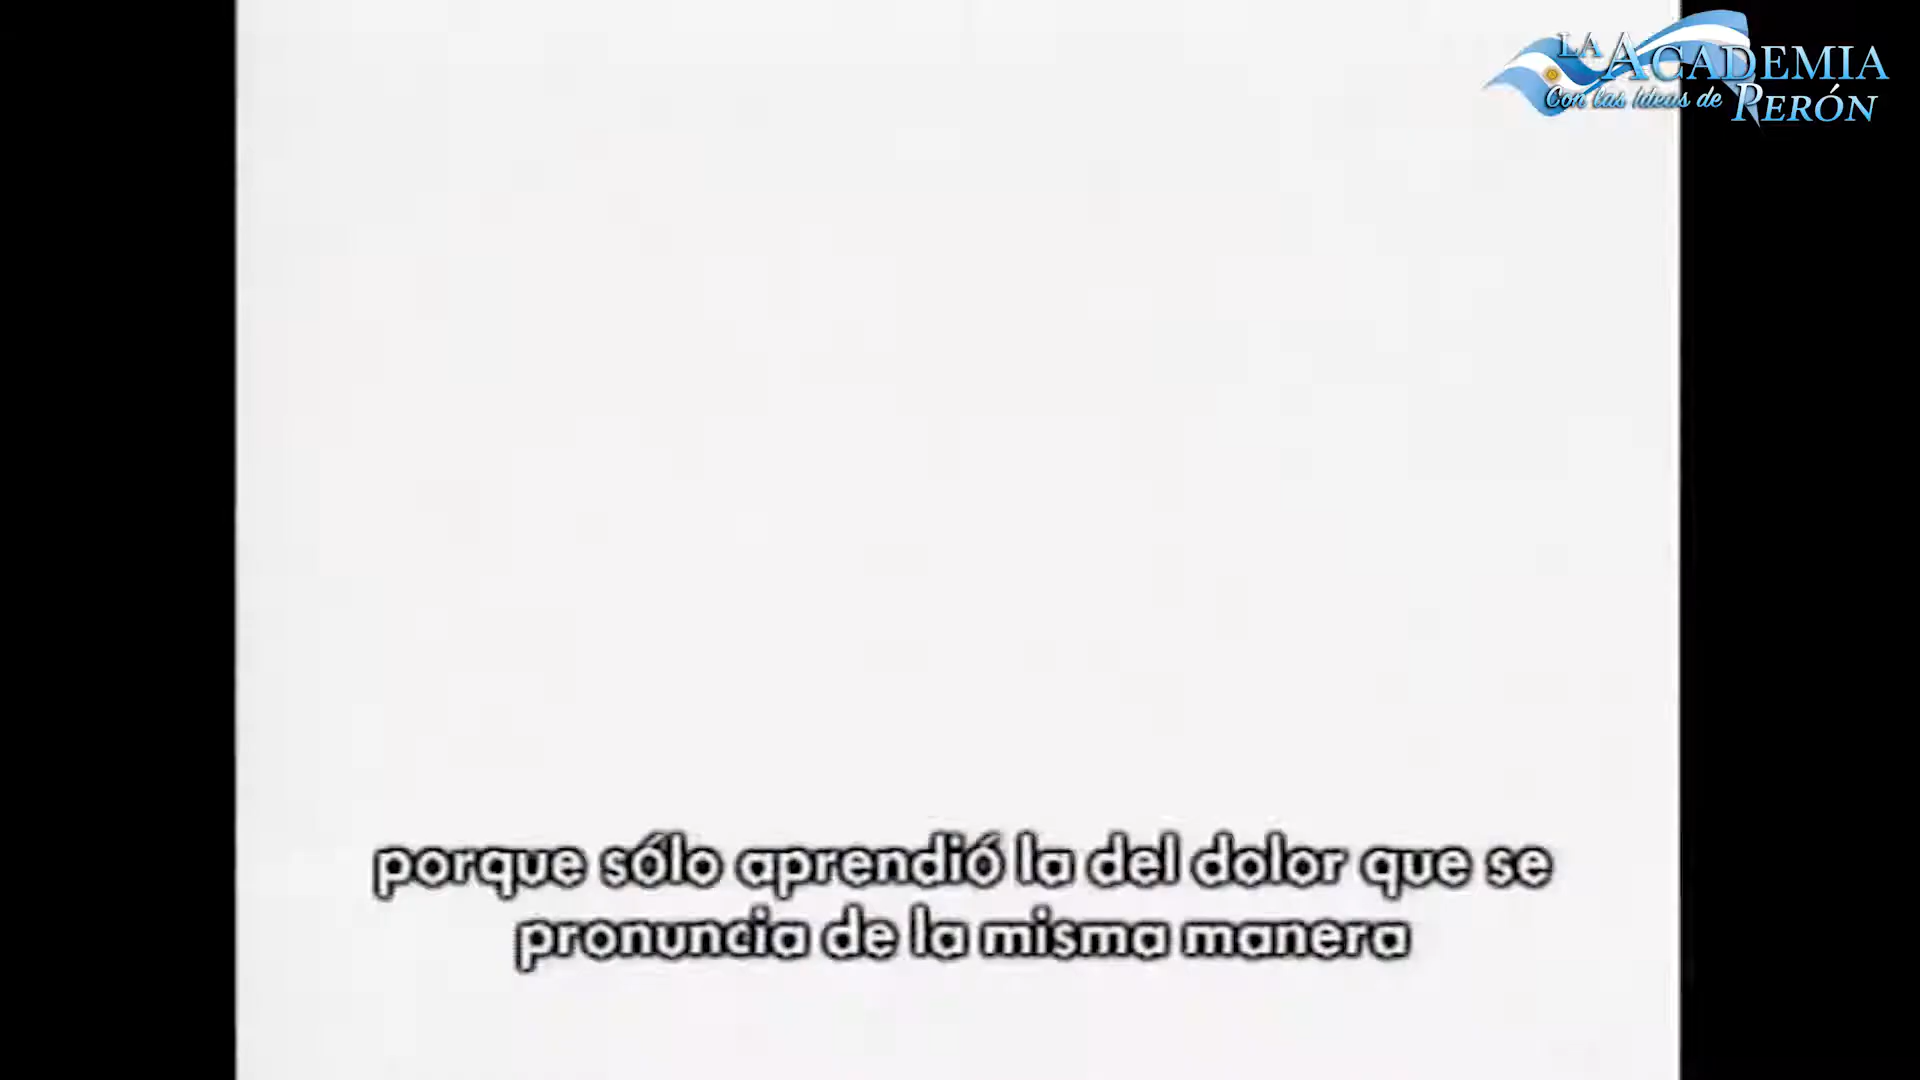 LA ACADEMIA
Con las Ideas de PERÓN
porque sólo aprendió la del dolor que se
pronuncia de la misma manera